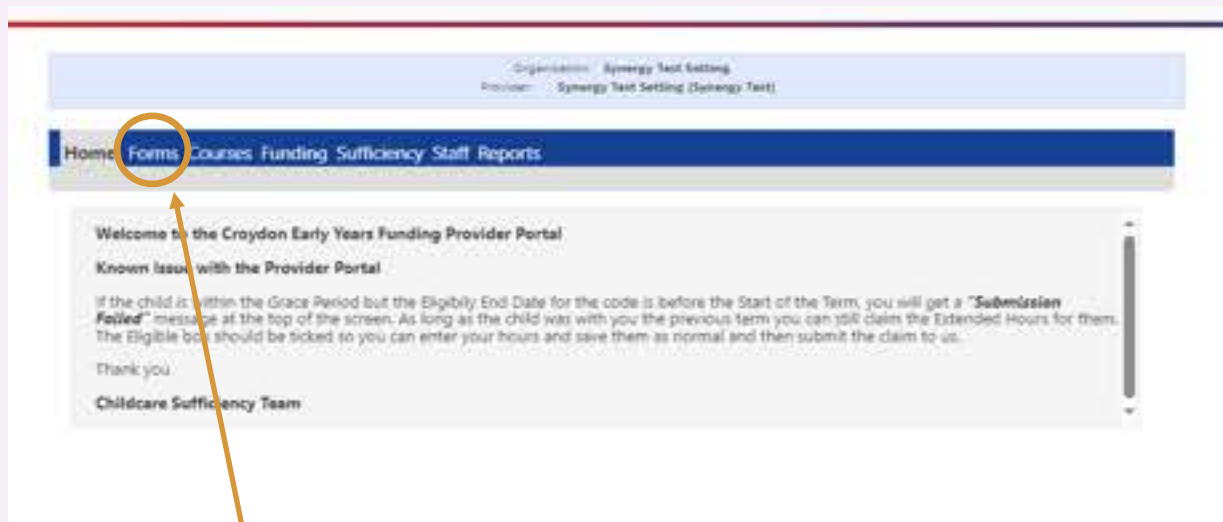 Organisation: Synergy Test Setting
Provider: Synergy Test Setting (Synergy Test)
Home Forms Courses Funding Sufficiency Staff Reports
Welcome to the Croydon Early Years Funding Provider Portal
Known Issue with the Provider Portal
If the child is within the Grace Period but the Eligibily End Date for the code is before the Start of the Term, you will get a "Submission
Failed" message at the top of the screen. As long as the child was with you the previous term you can still claim the Extended Hours for them.
The Eligible box should be ticked so you can enter your hours and save them as normal and then submit the claim to us.
Thank you
Childcare Sufficiency Team